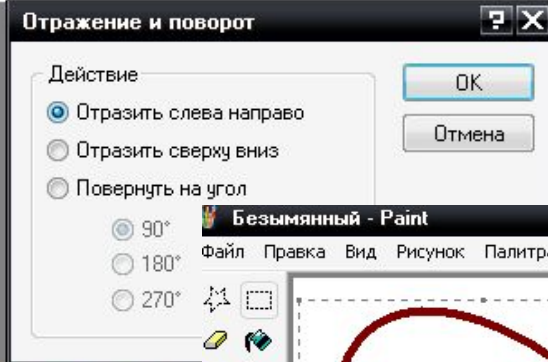 Отражение и поворот
Действие
Отразить слева направо
Отразить сверху вниз
Повернуть на угол
90°
180°
270°
OK
Отмена
Безымянный - Paint
Файл Правка Вид Рисунок Палитра